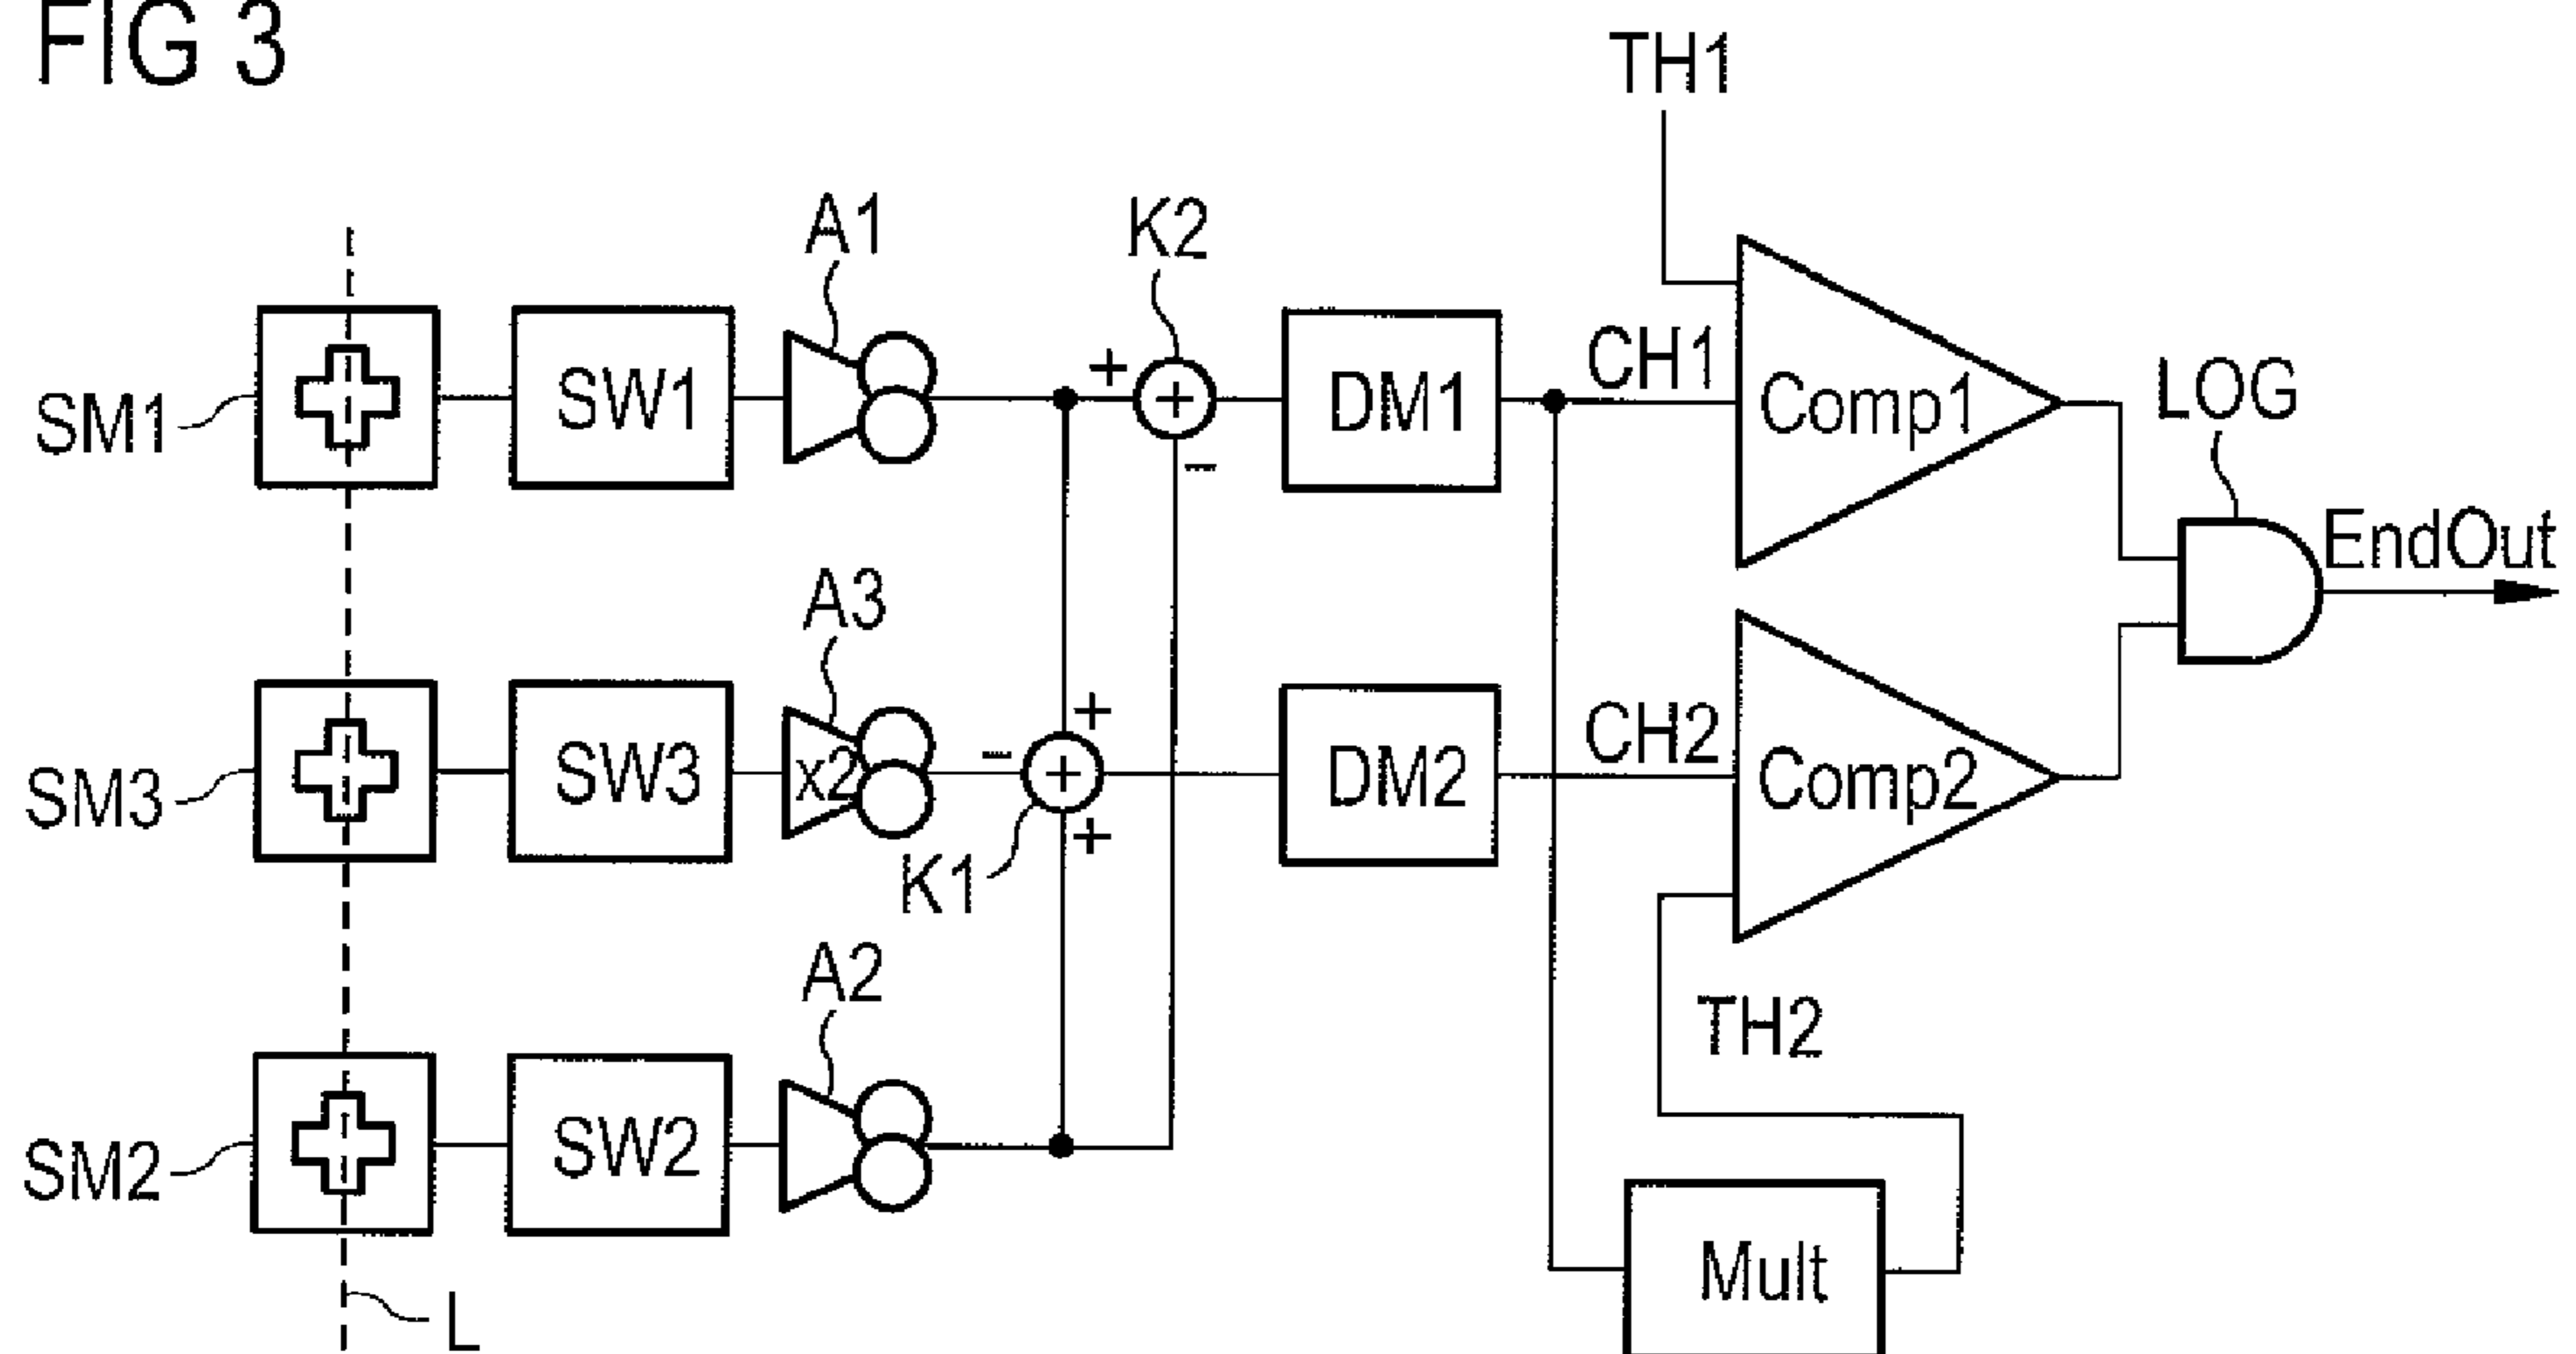 FIG 3
TH1
A1
K2
SM1
SW1
+
+
-
DM1
CH1
Comp1
LOG
EndOut
A3
SM3
SW3
x2
-
+
+
+
K1
DM2
CH2
Comp2
A2
TH2
SM2
SW2
Mult
L